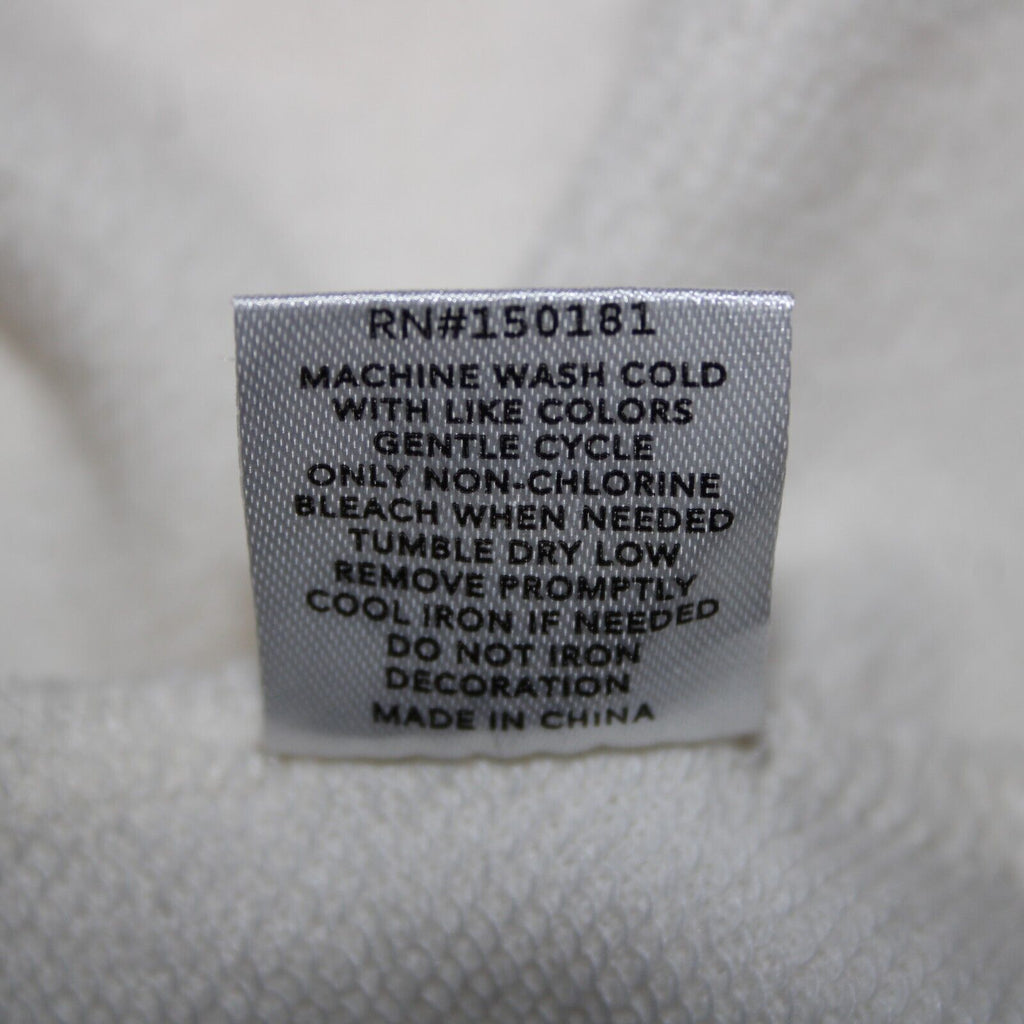 RN#150181
MACHINE WASH COLD
WITH LIKE COLORS
GENTLE CYCLE
ONLY NON-CHLORINE
BLEACH WHEN NEEDED
TUMBLE DRY LOW
REMOVE PROMPTLY
COOL IRON IF NEEDED
DO NOT IRON
DECORATION
MADE IN CHINA